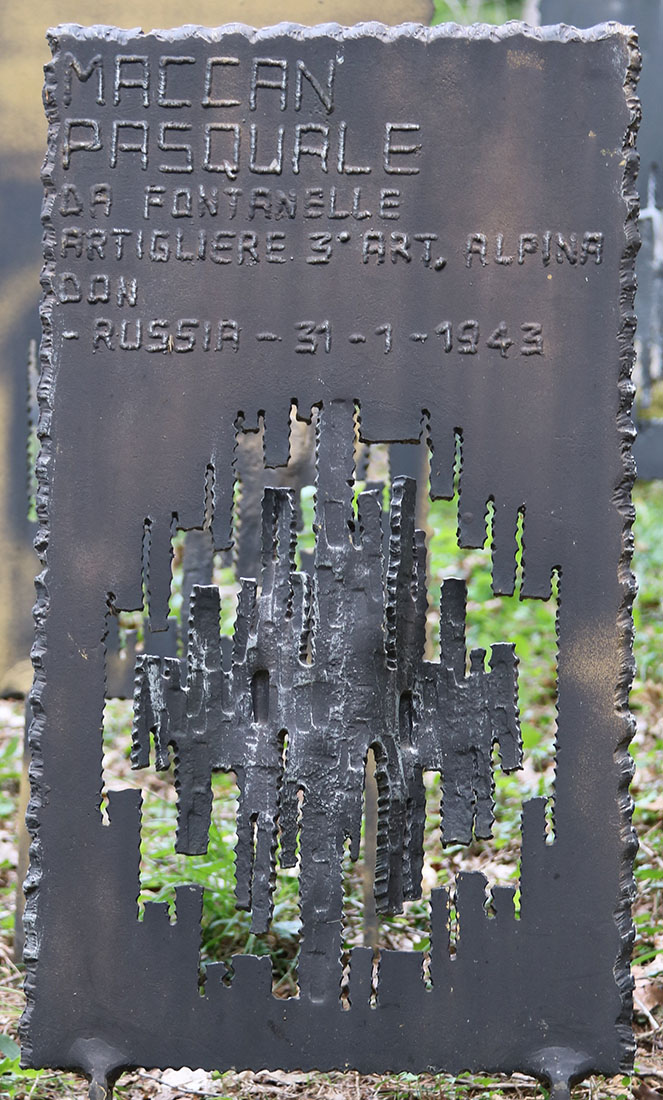 MACCAN
PASQUALE
DA FONTANELLE
ARTIGLIERE 3° ART. ALPINA
DON
-RUSSIA - 31 - 1 - 1943